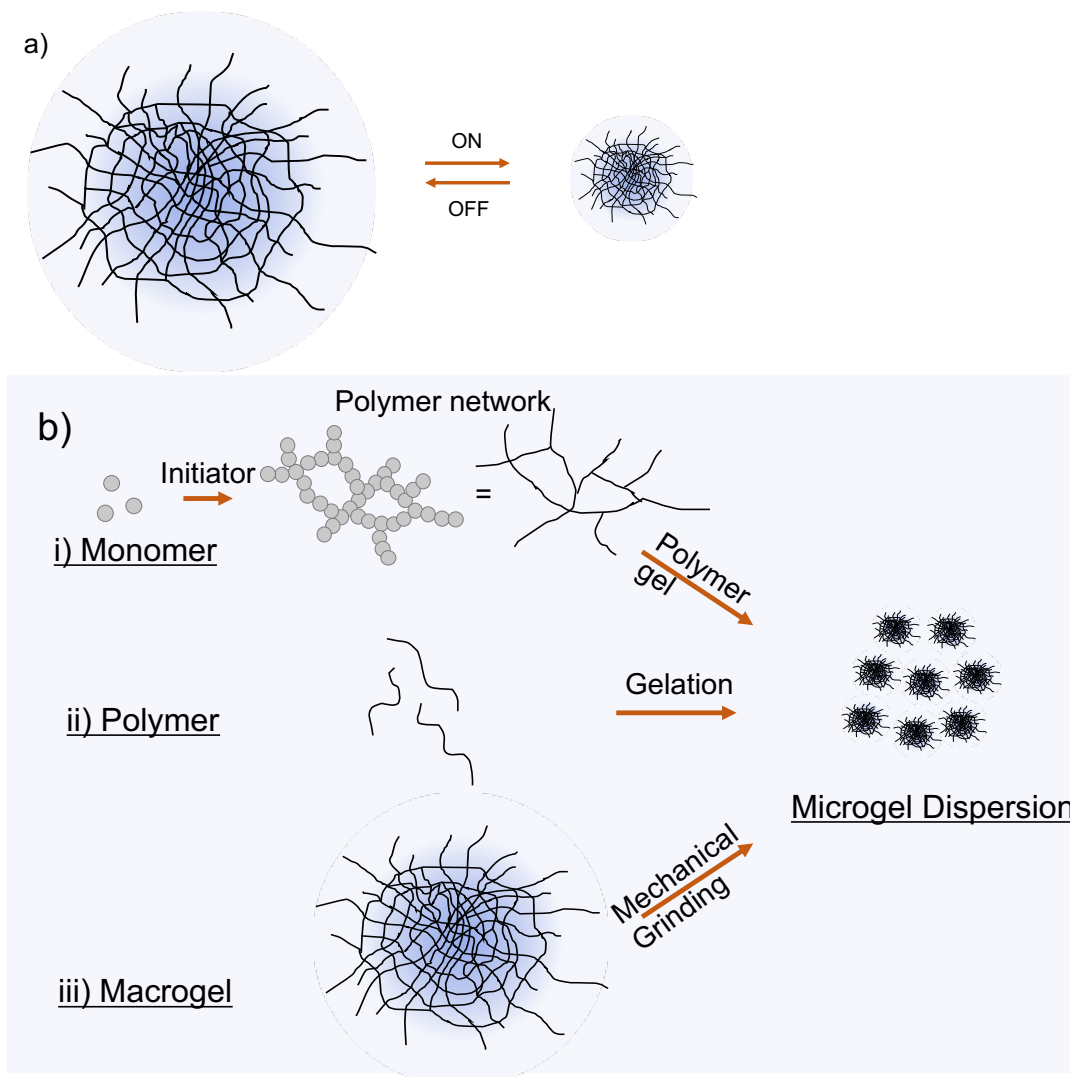 a)
ON
OFF
b)
Polymer network
Initiator
=
i) Monomer
Polymer
gel
ii) Polymer
Gelation
Microgel Dispersion
Mechanical
Grinding
iii) Macrogel